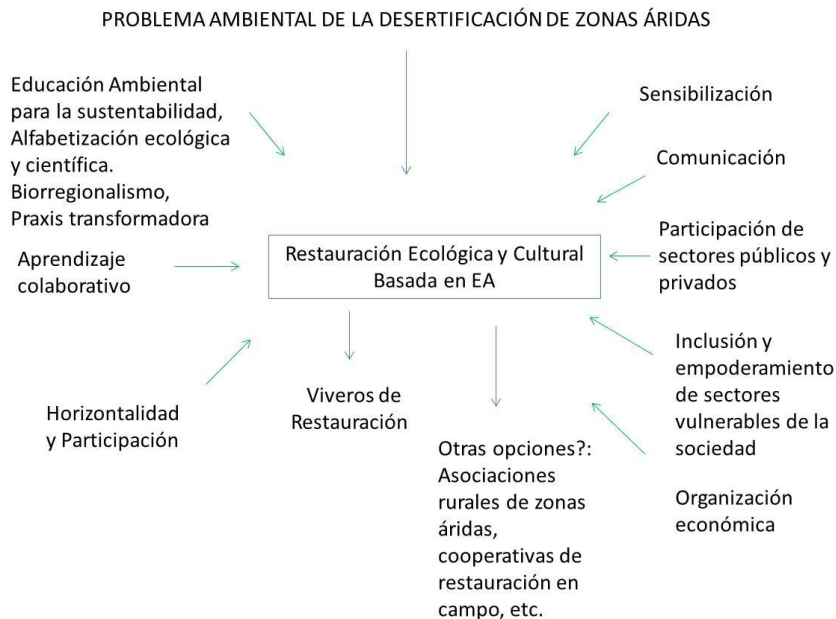 PROBLEMA AMBIENTAL DE LA DESERTIFICACIÓN DE ZONAS ÁRIDAS
Educación Ambiental
para la sustentabilidad,
Alfabetización ecológica
y científica.
Biorregionalismo,
Praxis transformadora
Aprendizaje
colaborativo
Horizontalidad
y Participación
Restauración Ecológica y Cultural
Basada en EA
Viveros de
Restauración
Otras opciones?:
Asociaciones
rurales de zonas
áridas,
cooperativas de
restauración en
campo, etc.
Sensibilización
Comunicación
Participación de
sectores públicos y
privados
Inclusión y
empoderamiento
de sectores
vulnerables de la
sociedad
Organización
económica